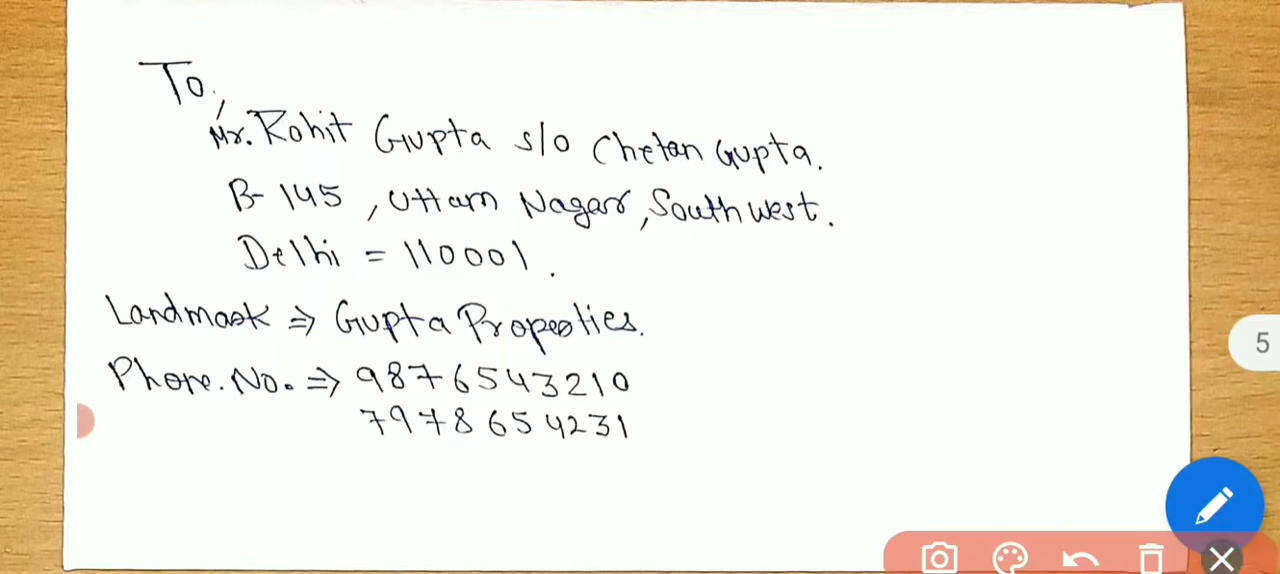 To,
Mr. Rohit Gupta s/o Chetan Gupta.
B-145, Uttam Nagar, Southwest.
Delhi = 110001.
Landmark ⇒ Gupta Properties.
Phone. No. ⇒ 9876543210
7978654231
5